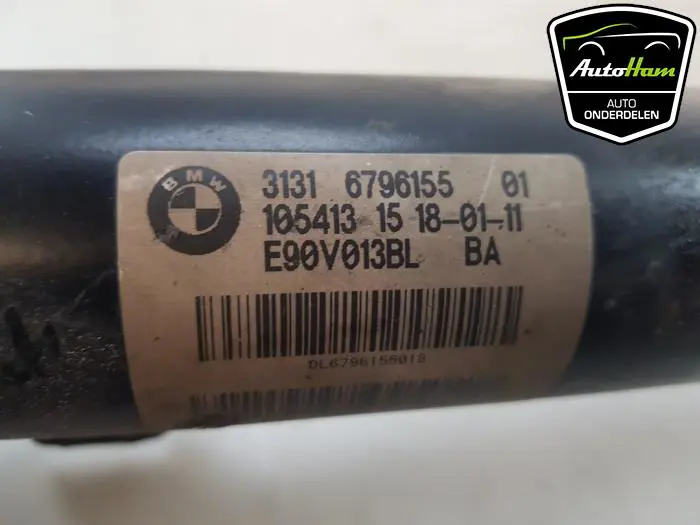 AutoHam
AUTO
ONDERDELEN
BMW
3131 6796155 01
105413 15 18-01-11
E90V013BL BA
DL6796155018